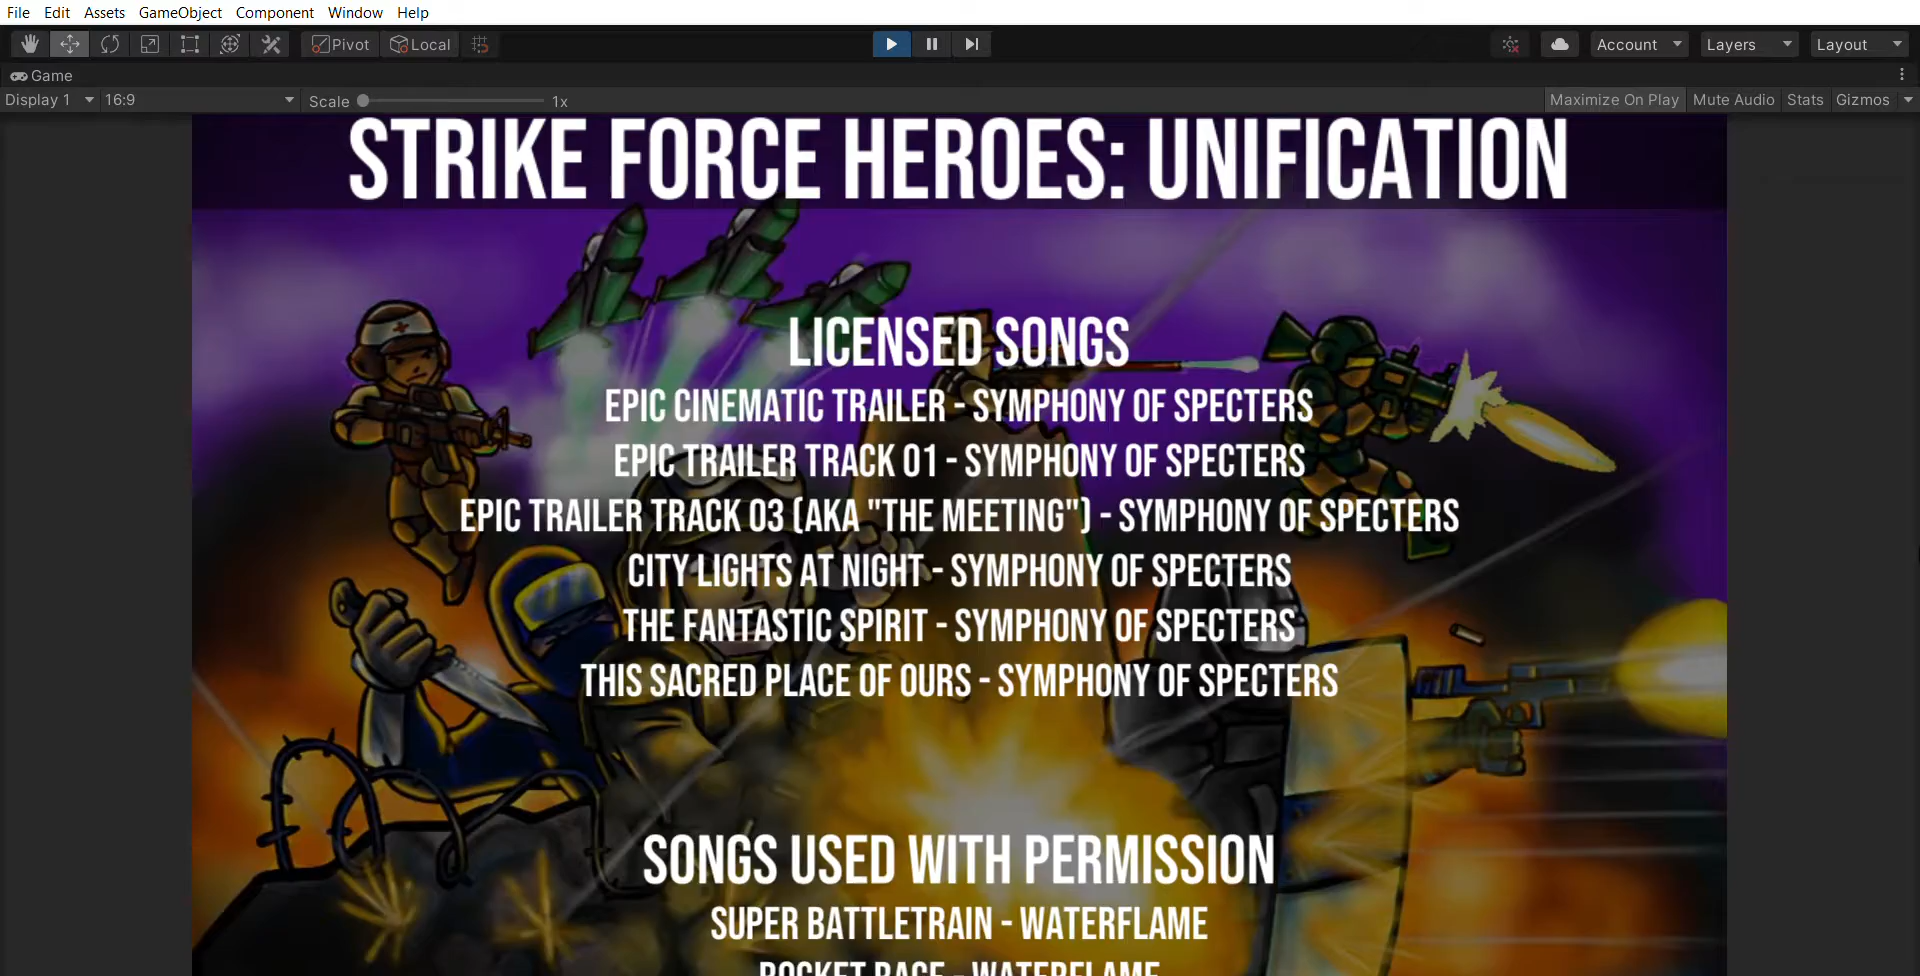 File Edit Assets GameObject Component Window Help
Pivot Local Account Layers Layout
Game
Display 1 16:9 Scale 1x Maximize On Play Mute Audio Stats Gizmos
STRIKE FORCE HEROES: UNIFICATION
LICENSED SONGS
EPIC CINEMATIC TRAILER - SYMPHONY OF SPECTERS
EPIC TRAILER TRACK 01 - SYMPHONY OF SPECTERS
EPIC TRAILER TRACK 03 (AKA "THE MEETING") - SYMPHONY OF SPECTERS
CITY LIGHTS AT NIGHT - SYMPHONY OF SPECTERS
THE FANTASTIC SPIRIT - SYMPHONY OF SPECTERS
THIS SACRED PLACE OF OURS - SYMPHONY OF SPECTERS
SONGS USED WITH PERMISSION
SUPER BATTLETRAIN - WATERFLAME
- WATERFLAME